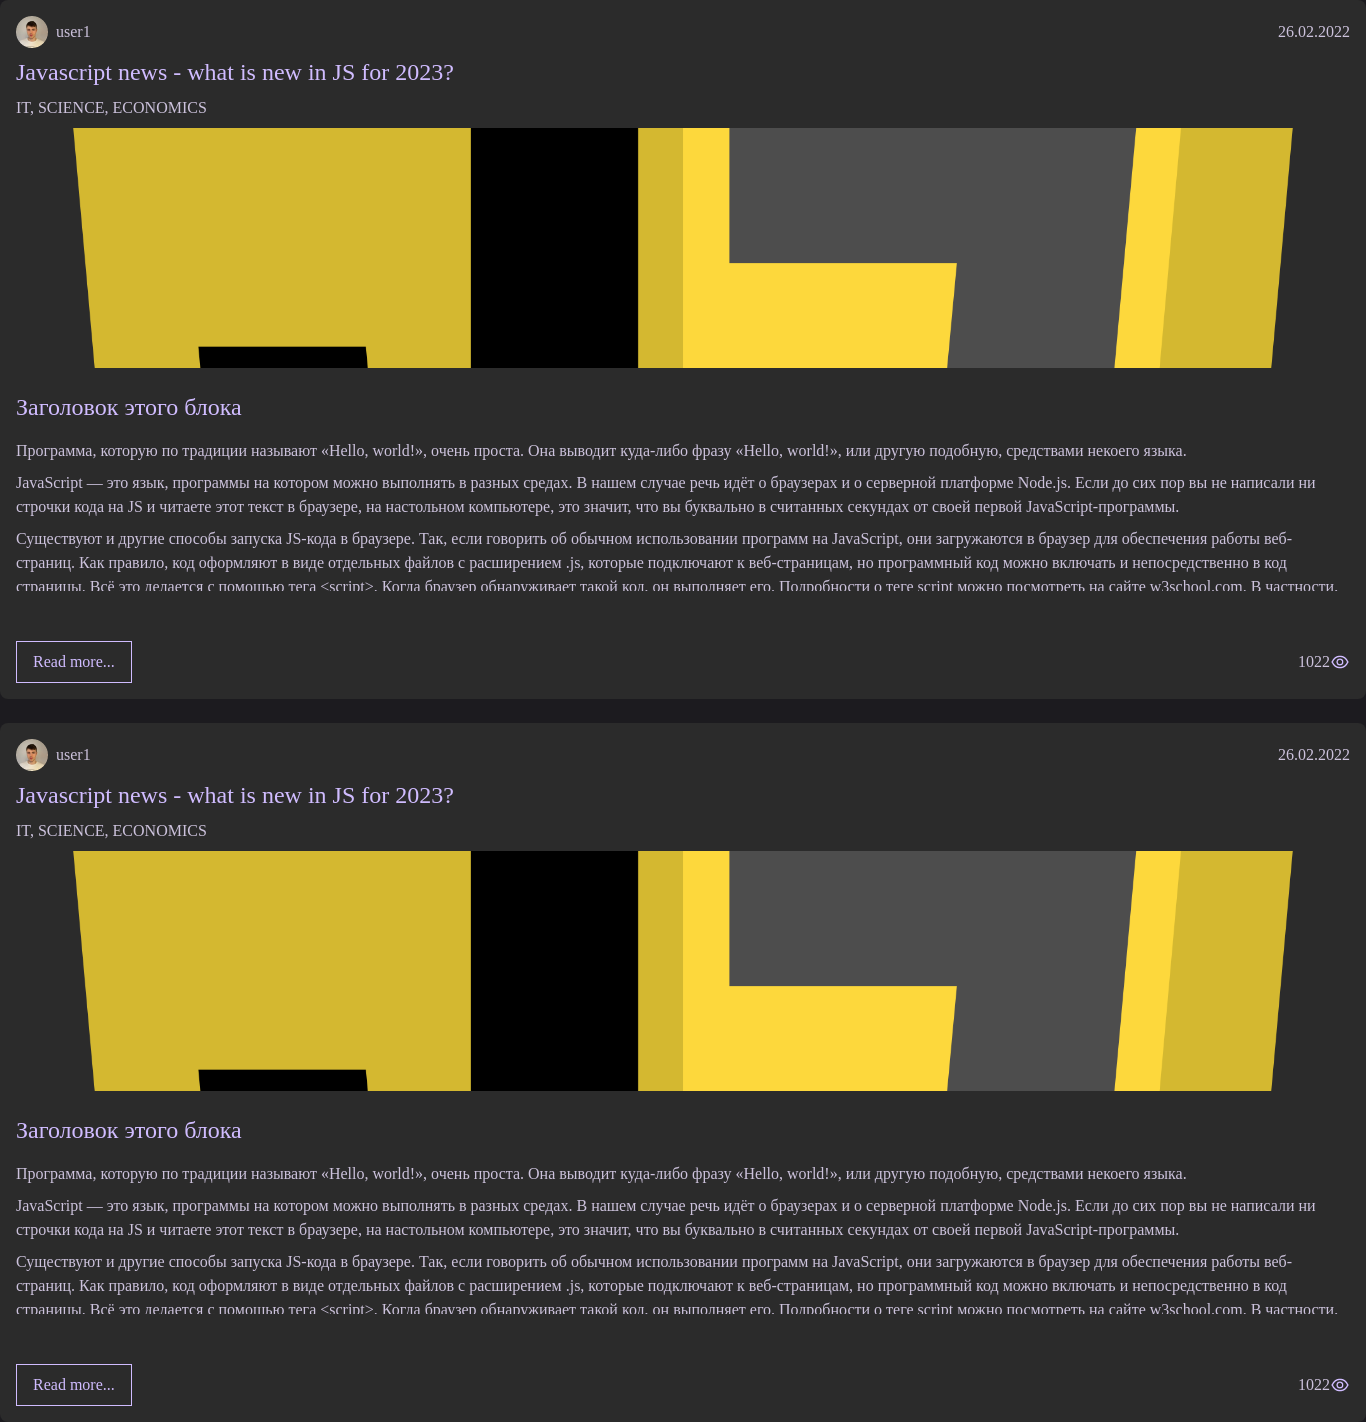 user1
26.02.2022
Javascript news - what is new in JS for 2023?
IT, SCIENCE, ECONOMICS
Заголовок этого блока
Программа, которую по традиции называют «Hello, world!», очень проста. Она выводит куда-либо фразу «Hello, world!», или другую подобную, средствами некоего языка.
JavaScript — это язык, программы на котором можно выполнять в разных средах. В нашем случае речь идёт о браузерах и о серверной платформе Node.js. Если до сих пор вы не написали ни
строчки кода на JS и читаете этот текст в браузере, на настольном компьютере, это значит, что вы буквально в считанных секундах от своей первой JavaScript-программы.
Существуют и другие способы запуска JS-кода в браузере. Так, если говорить об обычном использовании программ на JavaScript, они загружаются в браузер для обеспечения работы веб-
страниц. Как правило, код оформляют в виде отдельных файлов с расширением .js, которые подключают к веб-страницам, но программный код можно включать и непосредственно в код
страницы. Всё это делается с помощью тега <script>. Когда браузер обнаруживает такой код, он выполняет его. Подробности о теге script можно посмотреть на сайте w3school.com. В частности,
Read more...
1022
user1
26.02.2022
Javascript news - what is new in JS for 2023?
IT, SCIENCE, ECONOMICS
Заголовок этого блока
Программа, которую по традиции называют «Hello, world!», очень проста. Она выводит куда-либо фразу «Hello, world!», или другую подобную, средствами некоего языка.
JavaScript — это язык, программы на котором можно выполнять в разных средах. В нашем случае речь идёт о браузерах и о серверной платформе Node.js. Если до сих пор вы не написали ни
строчки кода на JS и читаете этот текст в браузере, на настольном компьютере, это значит, что вы буквально в считанных секундах от своей первой JavaScript-программы.
Существуют и другие способы запуска JS-кода в браузере. Так, если говорить об обычном использовании программ на JavaScript, они загружаются в браузер для обеспечения работы веб-
страниц. Как правило, код оформляют в виде отдельных файлов с расширением .js, которые подключают к веб-страницам, но программный код можно включать и непосредственно в код
страницы. Всё это делается с помощью тега <script>. Когда браузер обнаруживает такой код, он выполняет его. Подробности о теге script можно посмотреть на сайте w3school.com. В частности,
Read more...
1022